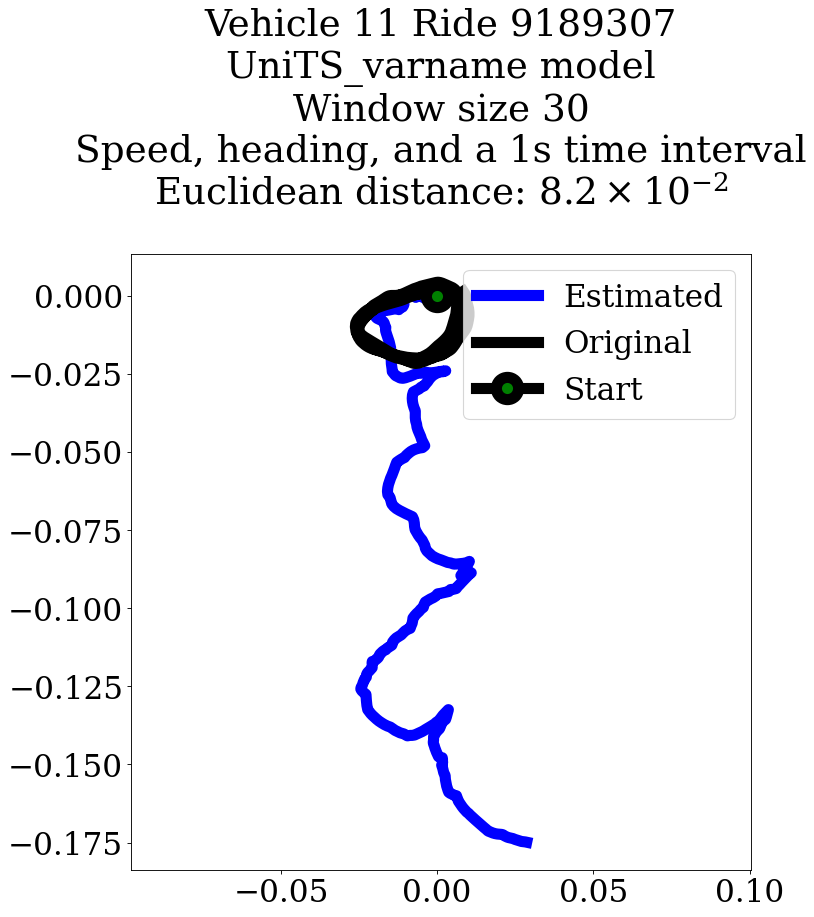 Vehicle 11 Ride 9189307
UniTS_varname model
Window size 30
Speed, heading, and a 1s time interval
Euclidean distance: 8.2 × 10⁻²
Estimated
Original
Start
0.000
−0.025
−0.050
−0.075
−0.100
−0.125
−0.150
−0.175
−0.05
0.00
0.05
0.10